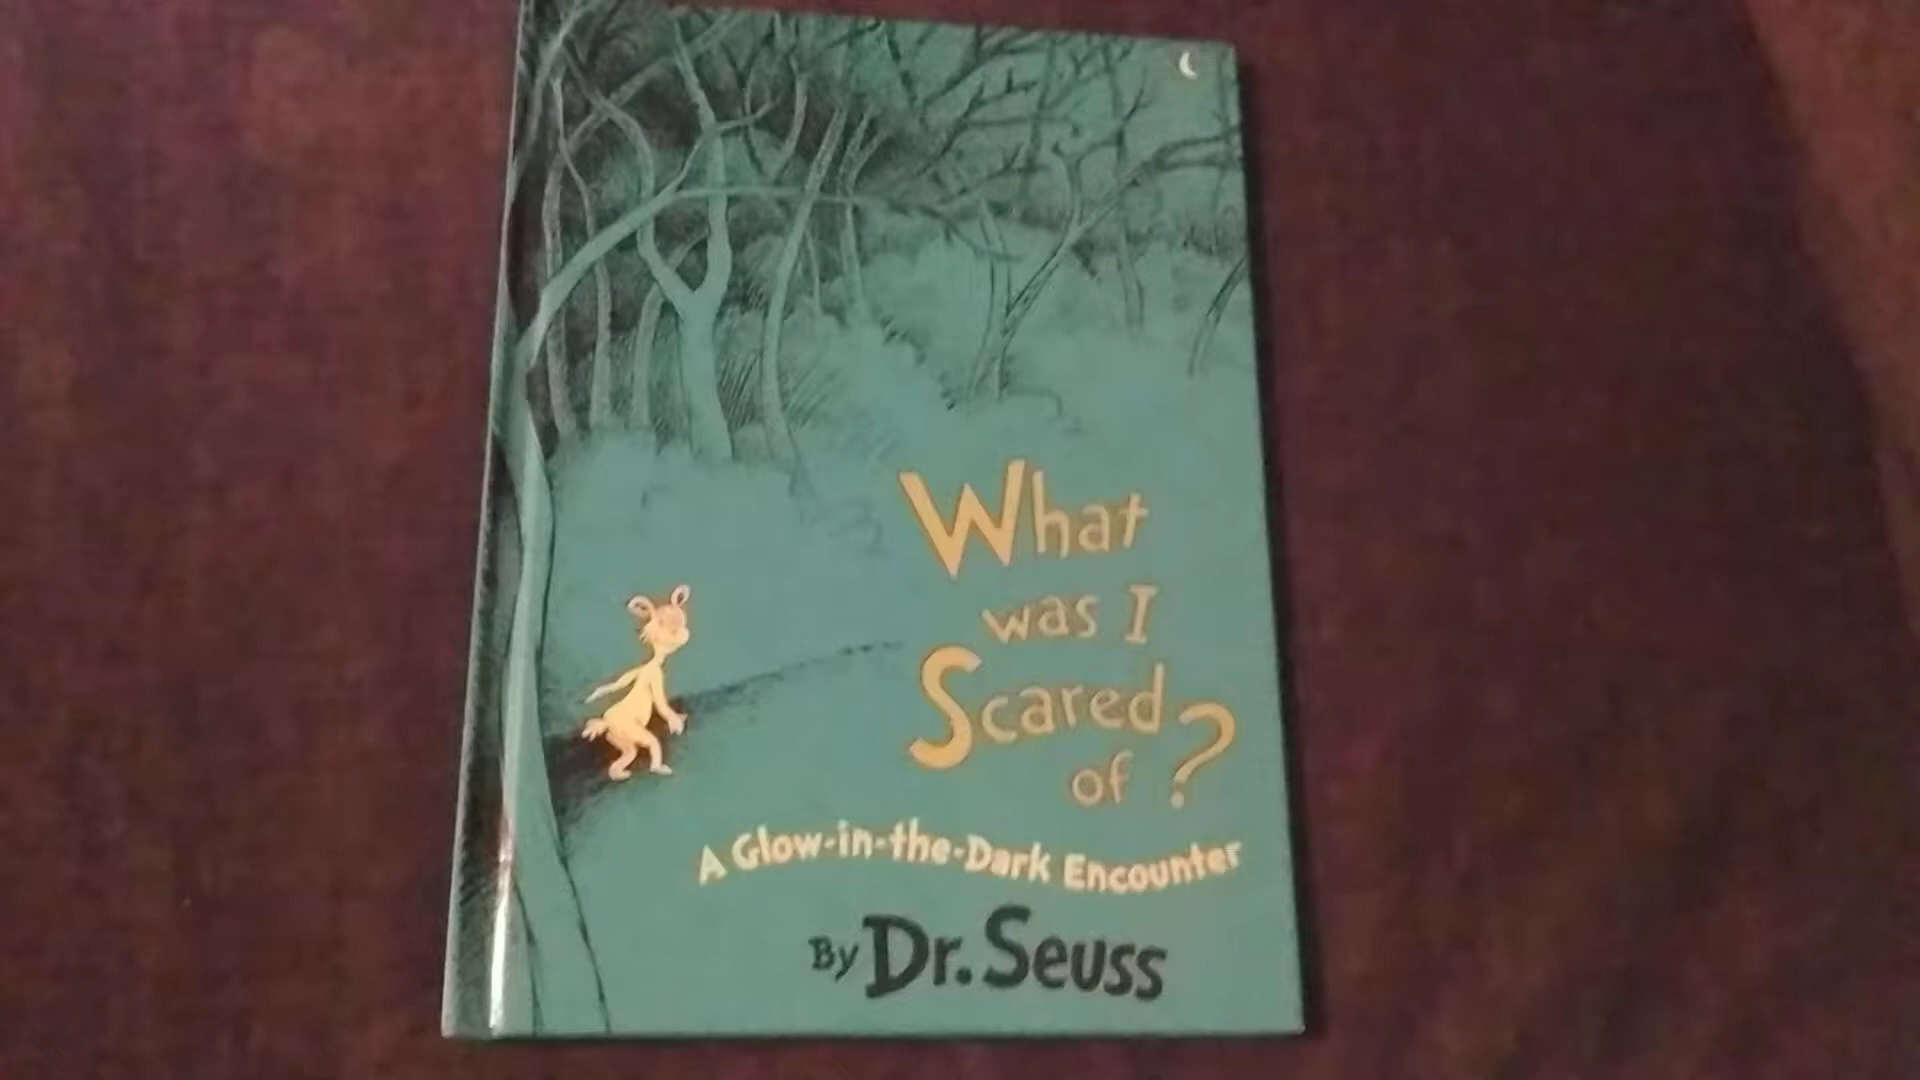 What
was I
Scared
of?
A Glow-in-the-Dark Encounter
By Dr. Seuss